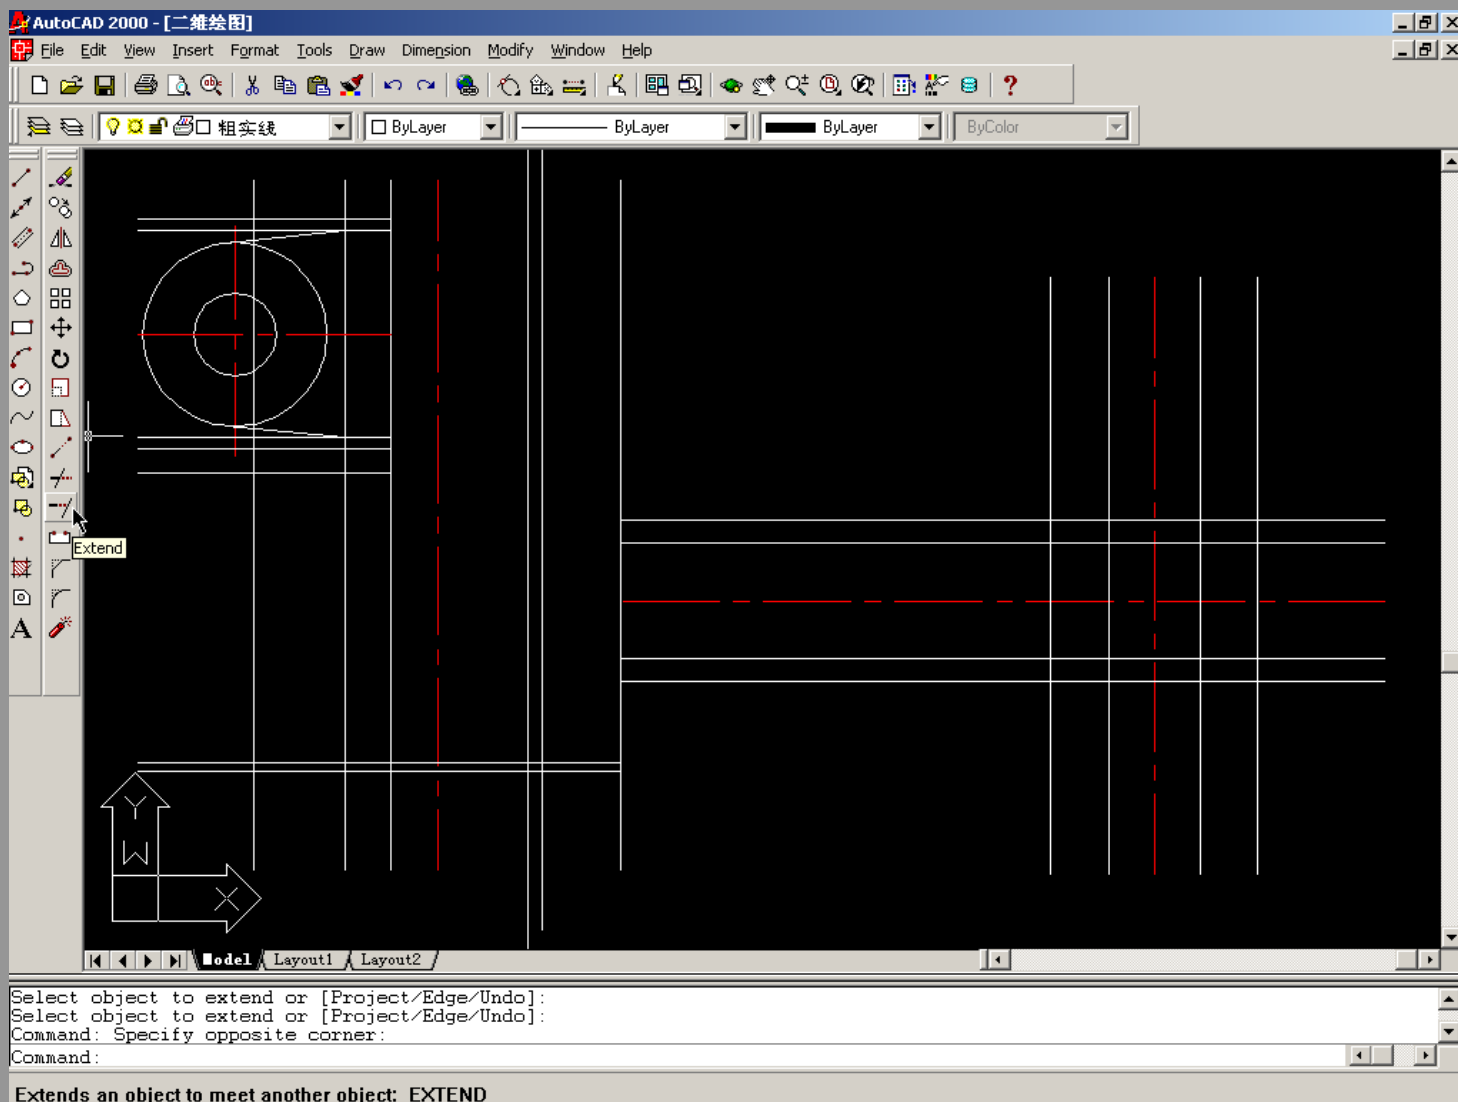 AutoCAD 2000 - [二维绘图]
File Edit View Insert Format Tools Draw Dimension Modify Window Help
粗实线 ByLayer ByLayer ByLayer ByColor
Extend
Y
W
X
Model Layout1 Layout2
Select object to extend or [Project/Edge/Undo]:
Select object to extend or [Project/Edge/Undo]:
Command: Specify opposite corner:
Command:
Extends an object to meet another object: EXTEND